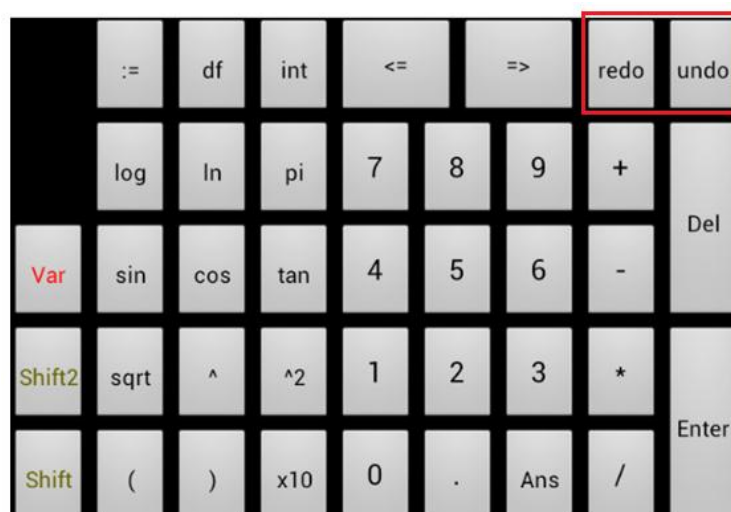 := df int <= => redo undo
log ln pi 7 8 9 +
Del
Var sin cos tan 4 5 6 -
Shift2 sqrt ^ ^2 1 2 3 *
Enter
Shift ( ) x10 0 . Ans /